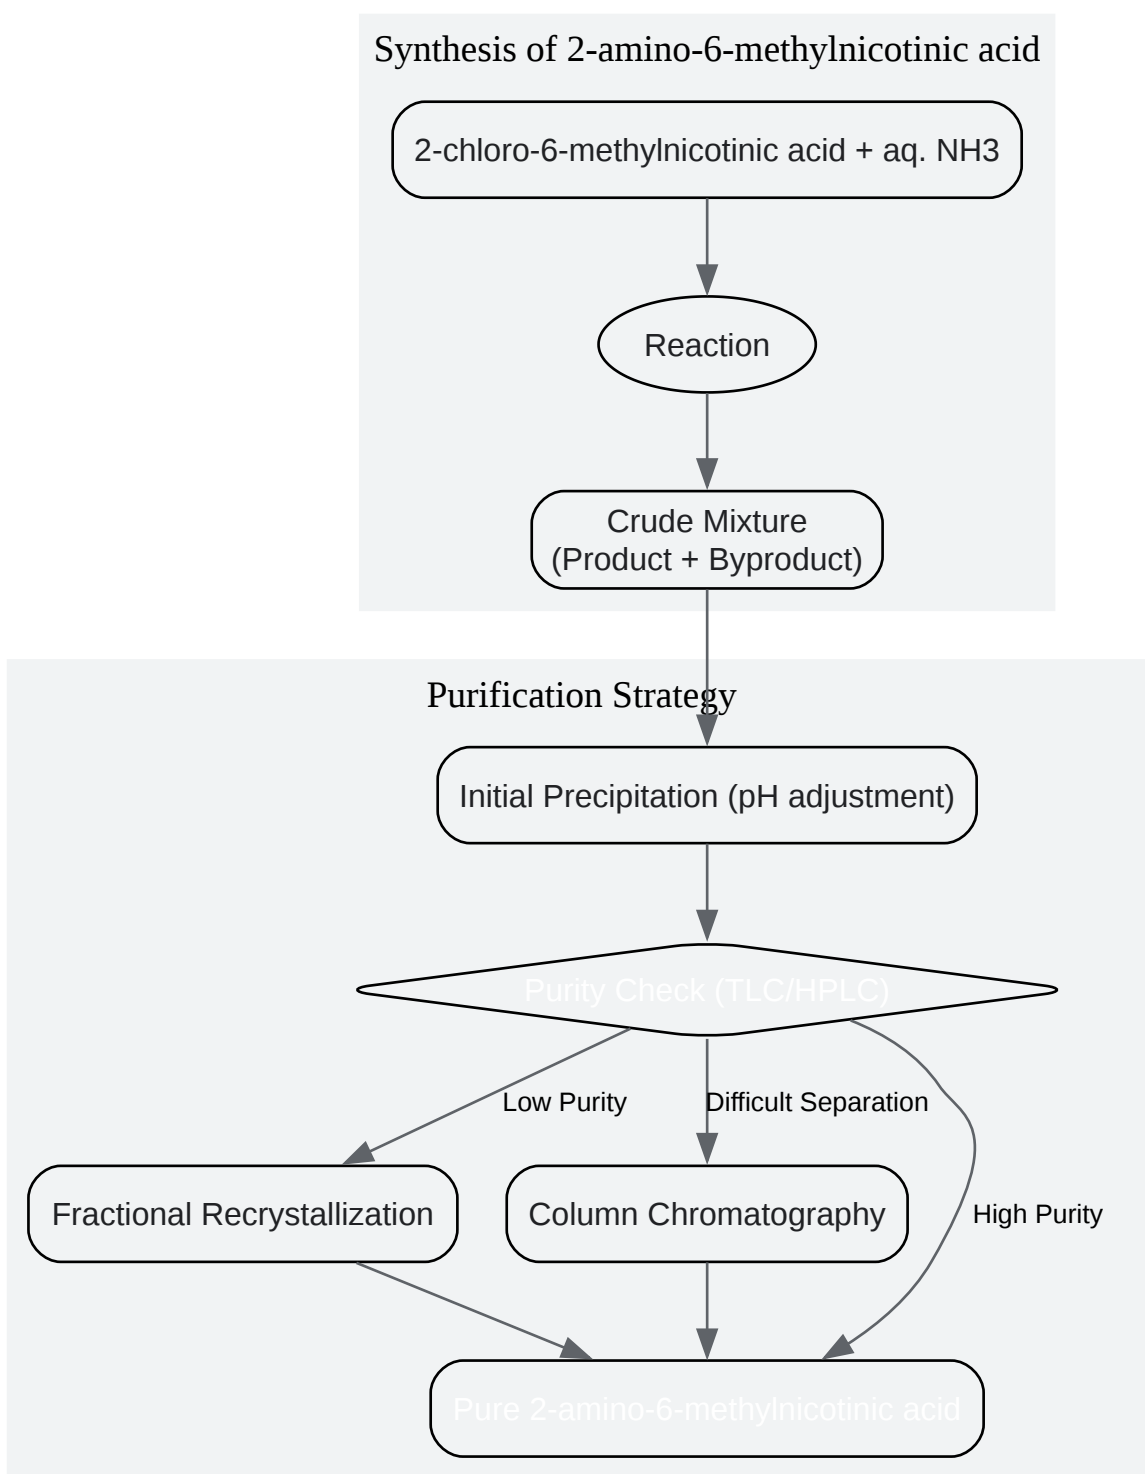 Synthesis of 2-amino-6-methylnicotinic acid
2-chloro-6-methylnicotinic acid + aq. NH3
Reaction
Crude Mixture
(Product + Byproduct)
Purification Strategy
Initial Precipitation (pH adjustment)
Purity Check (TLC/HPLC)
Low Purity
Difficult Separation
Fractional Recrystallization
Column Chromatography
High Purity
Pure 2-amino-6-methylnicotinic acid